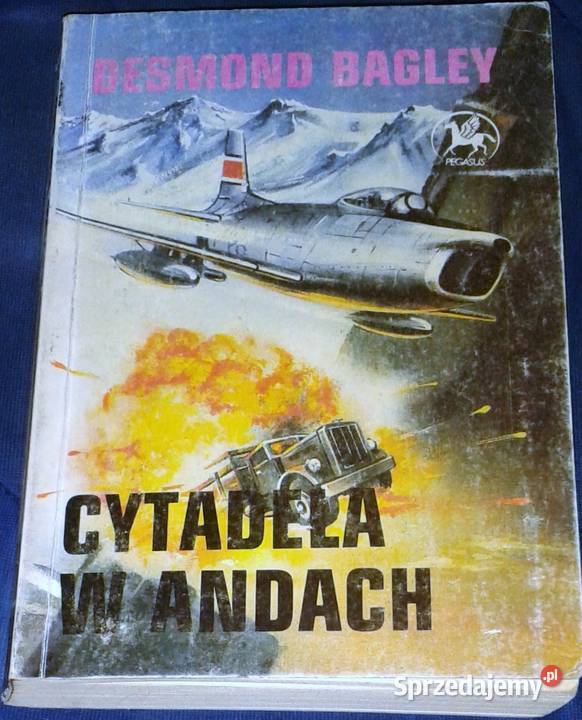 DESMOND BAGLEY
PEGASUS
CYTADELA
W ANDACH
Sprzedajemy.pl